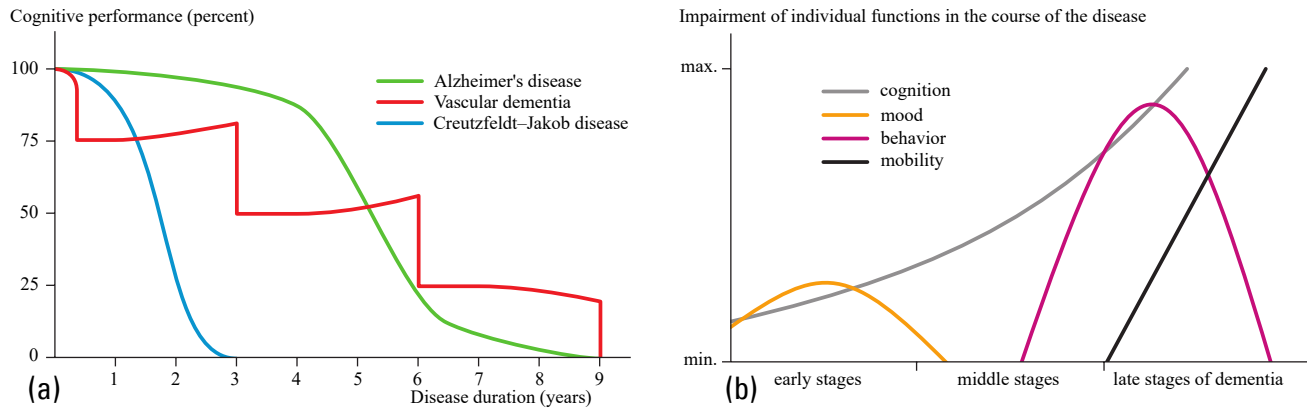 Cognitive performance (percent)
100
75
50
25
0
Alzheimer's disease
Vascular dementia
Creutzfeldt–Jakob disease
1 2 3 4 5 6 7 8 9
Disease duration (years)
(a)
Impairment of individual functions in the course of the disease
max.
min.
cognition
mood
behavior
mobility
early stages middle stages late stages of dementia
(b)